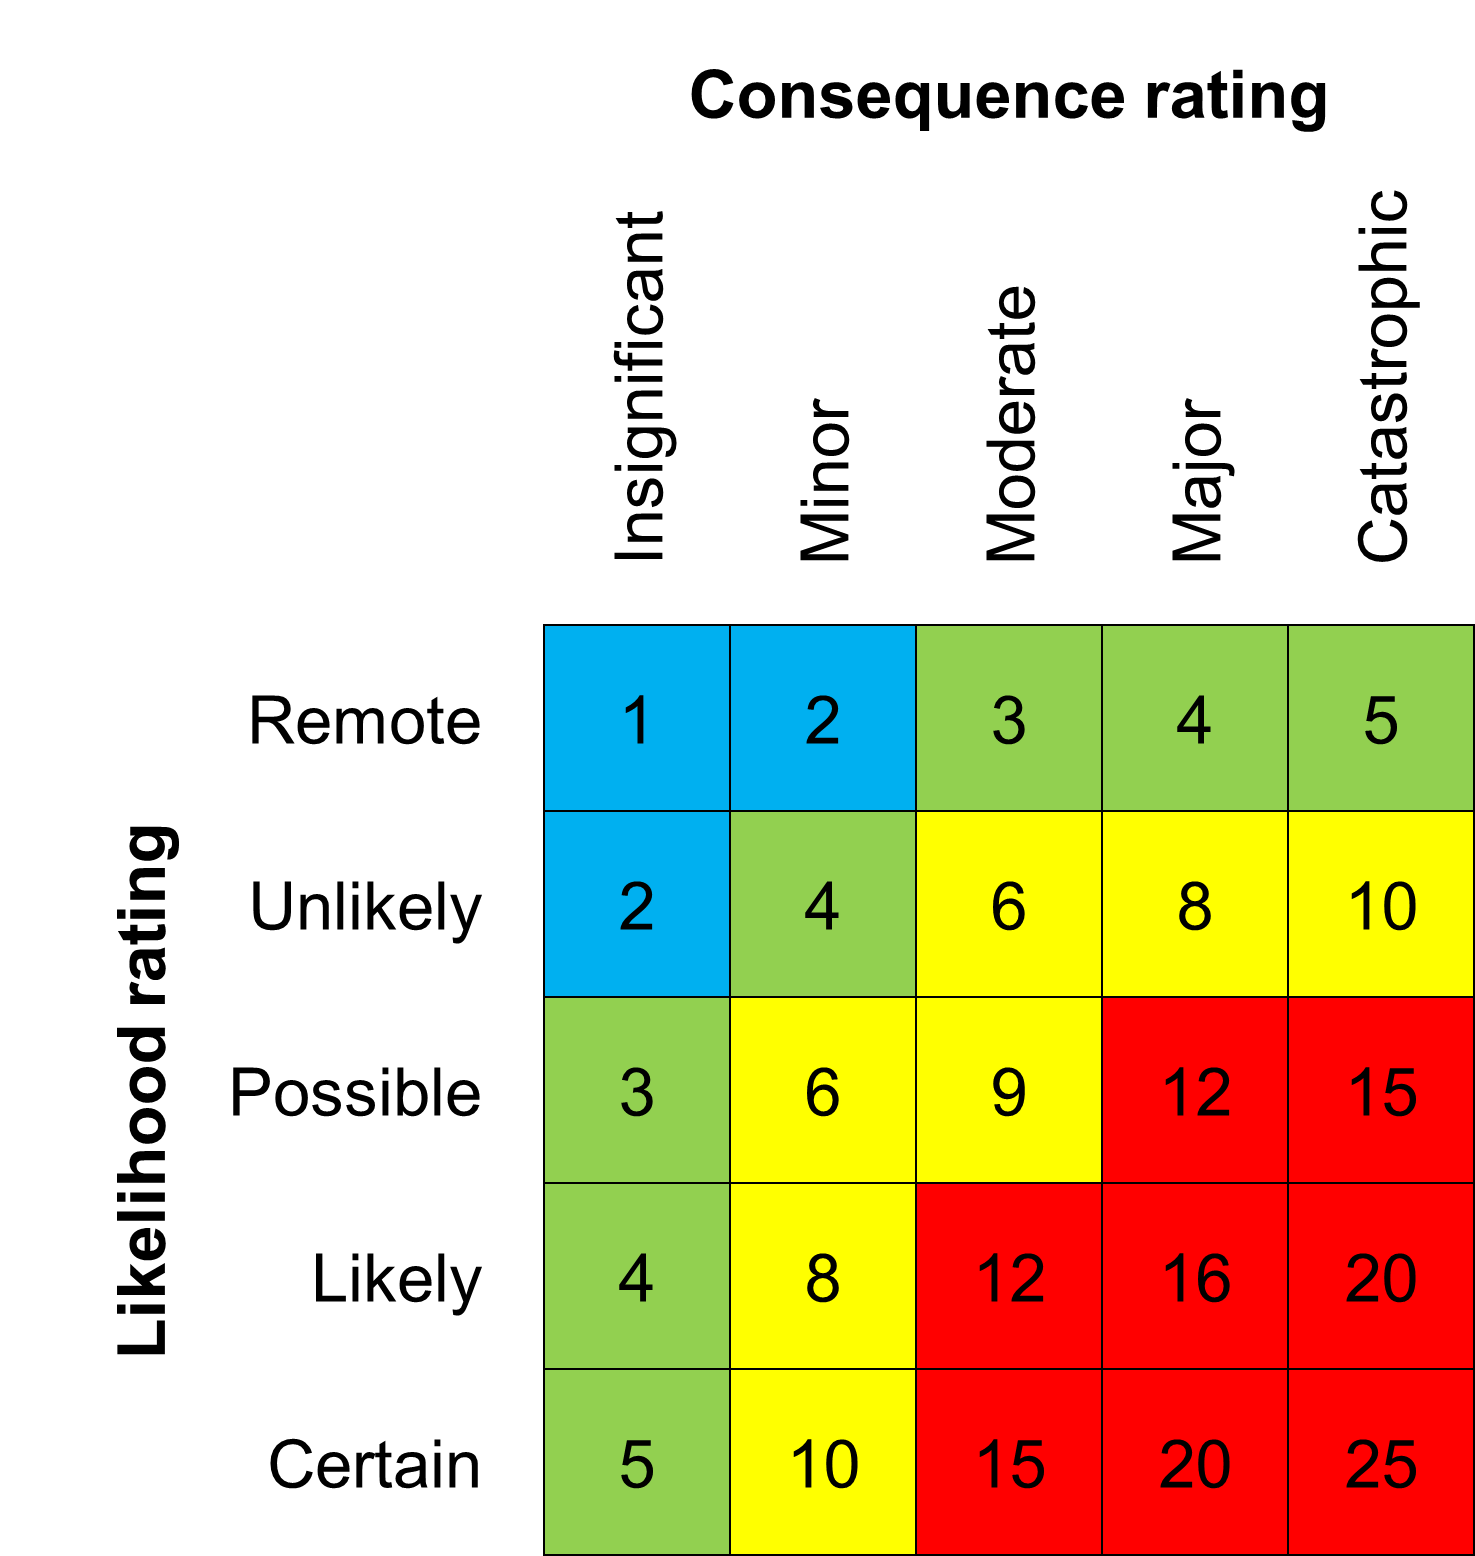 Consequence rating
Insignificant
Minor
Moderate
Major
Catastrophic
Likelihood rating
Remote 1 2 3 4 5
Unlikely 2 4 6 8 10
Possible 3 6 9 12 15
Likely 4 8 12 16 20
Certain 5 10 15 20 25